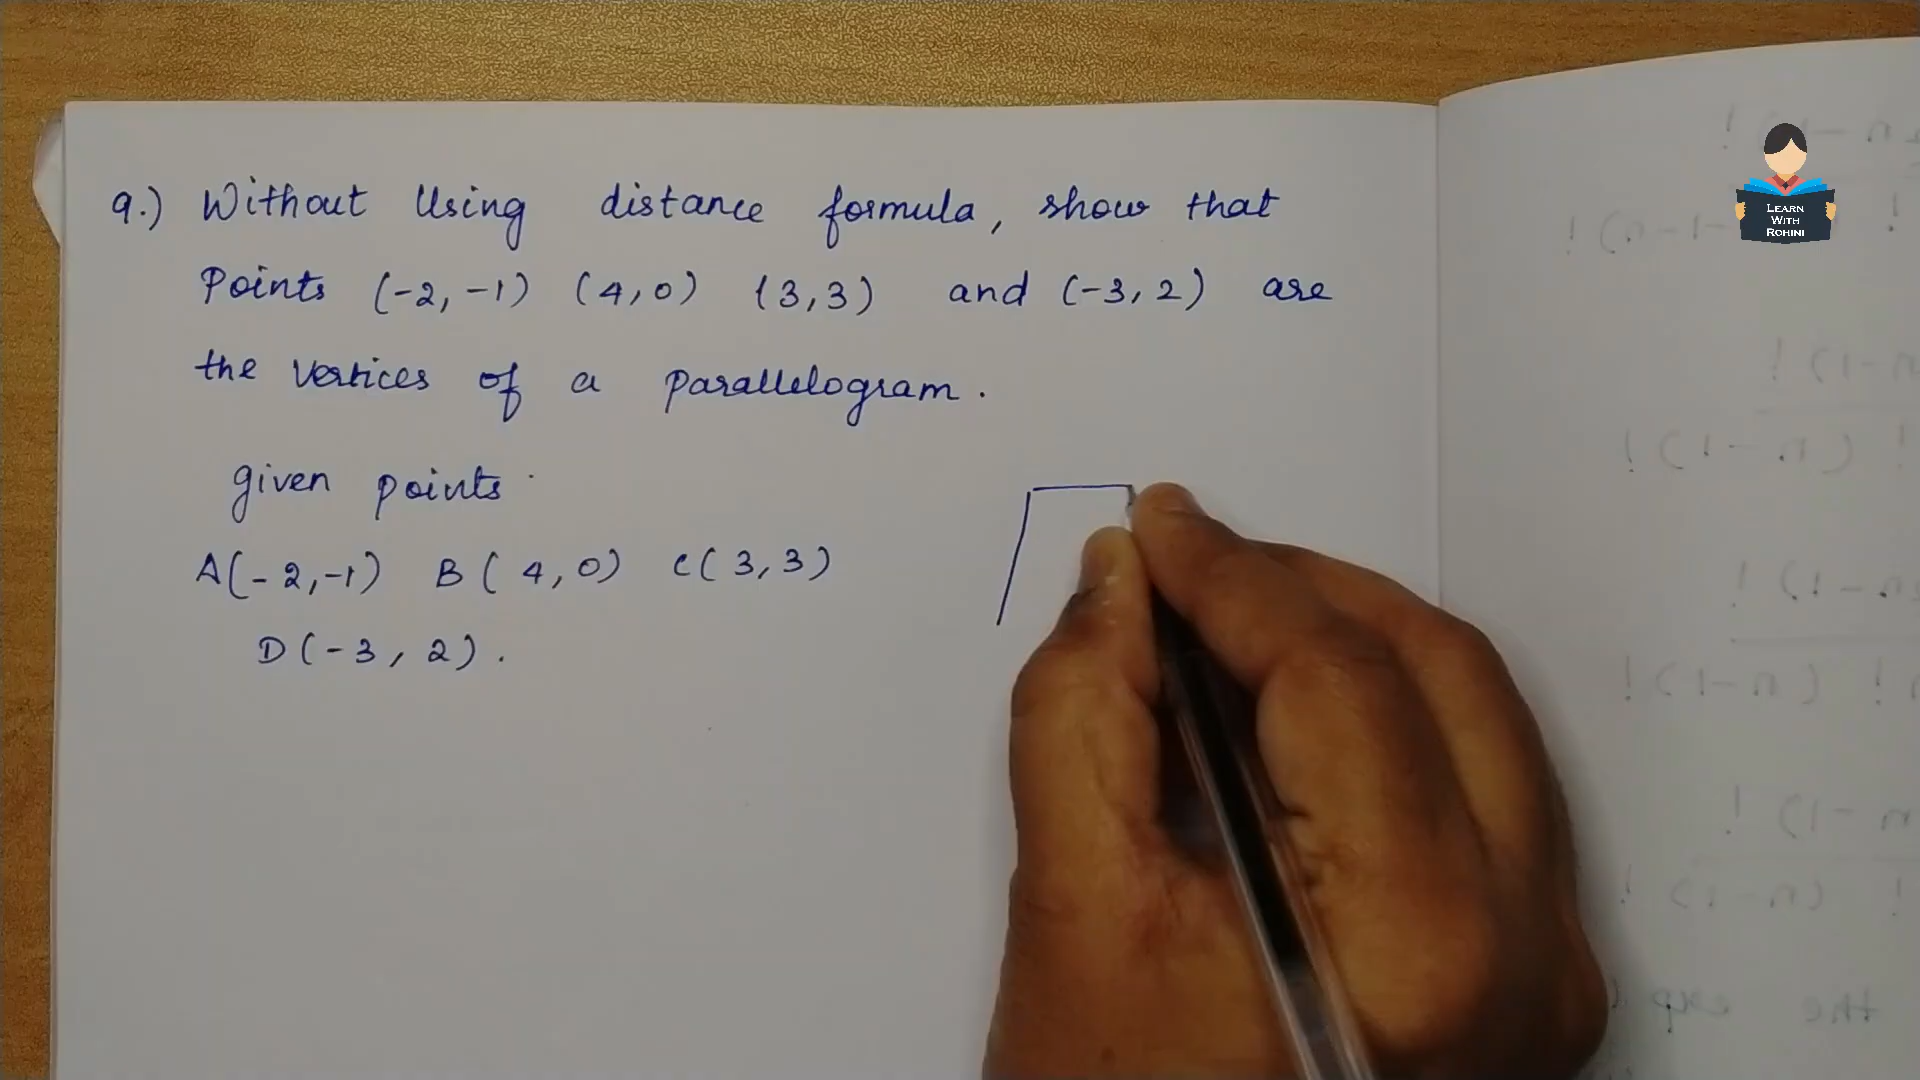 9.) Without Using distance formula, show that
Points (-2,-1) (4,0) (3,3) and (-3,2) are
the vertices of a parallelogram.
given points
A(-2,-1) B(4,0) C(3,3)
D(-3, 2).
LEARN
WITH
ROHINI